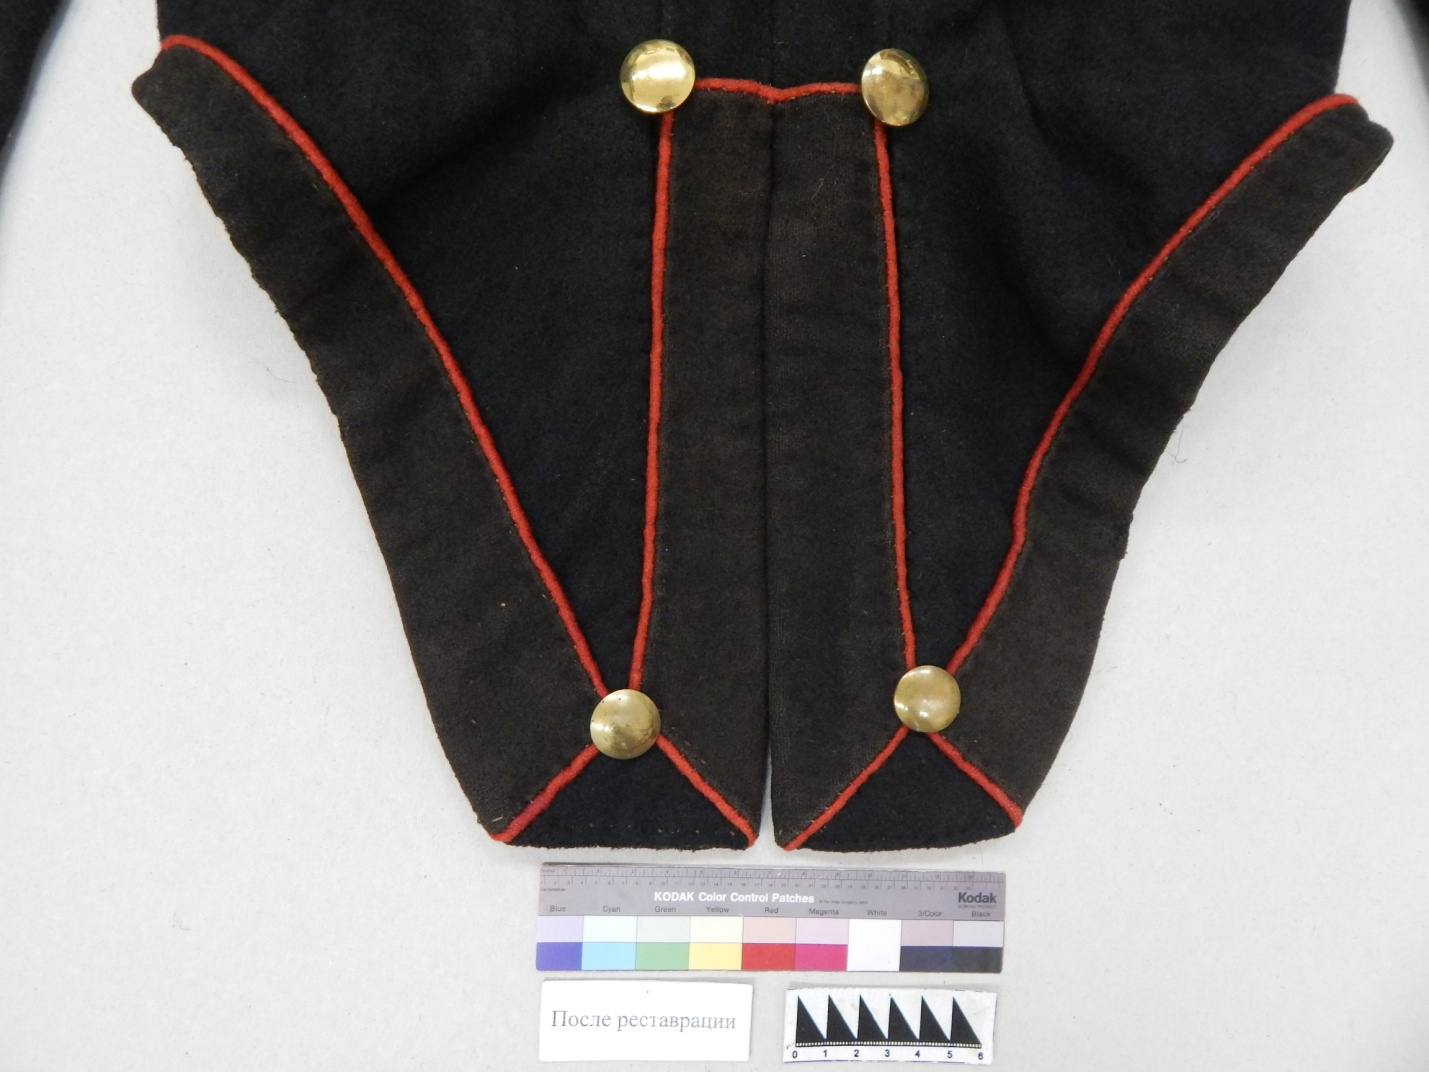 KODAK Color Control Patches
Kodak
Blue Cyan Green Yellow Red Magenta White 3/Color Black
После реставрации
0 1 2 3 4 5 6